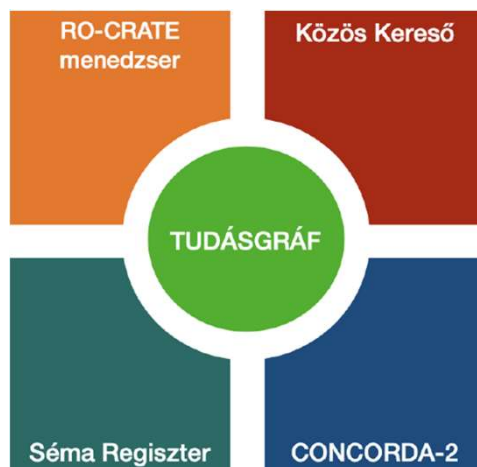 RO-CRATE
menedzser
Közös Kereső
TUDÁSGRÁF
Séma Regiszter
CONCORDA-2